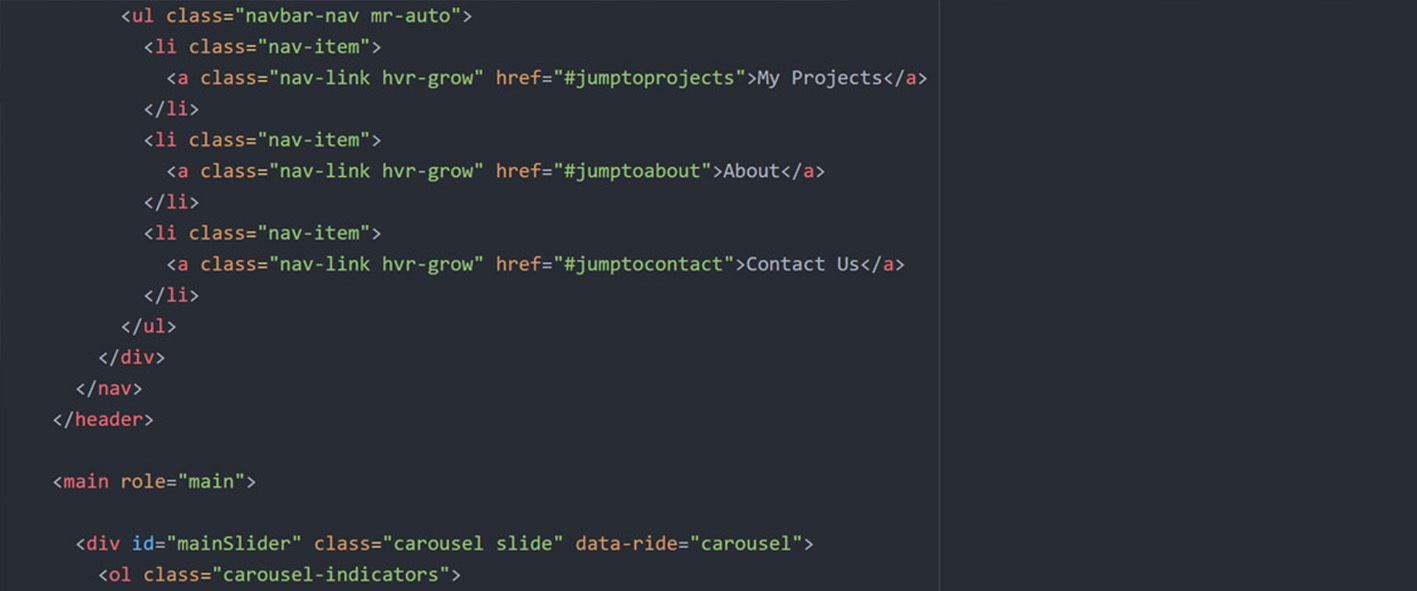 <ul class="navbar-nav mr-auto">
<li class="nav-item">
<a class="nav-link hvr-grow" href="#jumptoprojects">My Projects</a>
</li>
<li class="nav-item">
<a class="nav-link hvr-grow" href="#jumptoabout">About</a>
</li>
<li class="nav-item">
<a class="nav-link hvr-grow" href="#jumptocontact">Contact Us</a>
</li>
</ul>
</div>
</nav>
</header>
<main role="main">
<div id="mainSlider" class="carousel slide" data-ride="carousel">
<ol class="carousel-indicators">